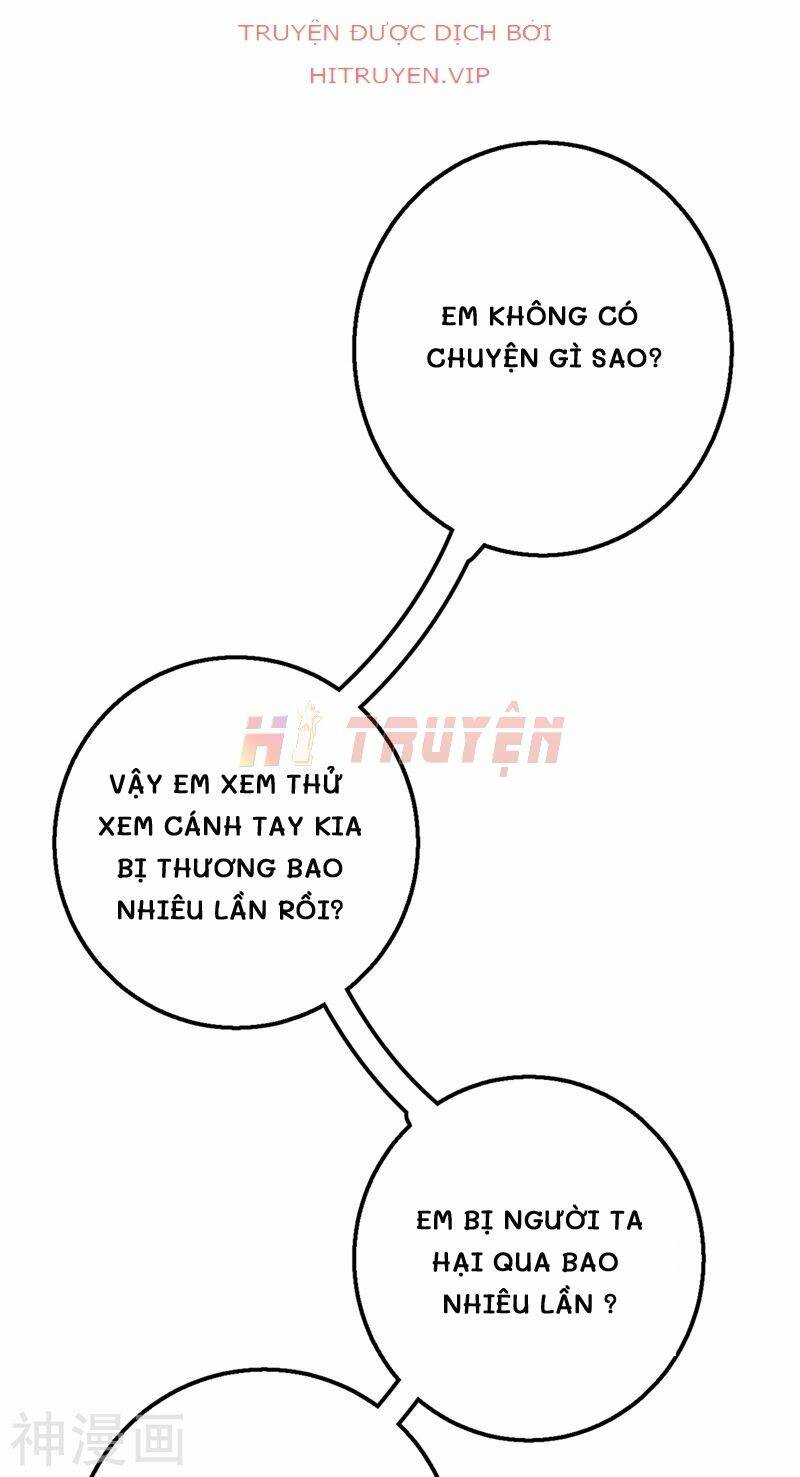 TRUYỆN ĐƯỢC DỊCH BỞI
HITRUYEN.VIP
EM KHÔNG CÓ
CHUYỆN GÌ SAO?
HI TRUYỆN
VẬY EM XEM THỬ
XEM CÁNH TAY KIA
BỊ THƯƠNG BAO
NHIÊU LẦN RỒI?
EM BỊ NGƯỜI TA
HẠI QUA BAO
NHIÊU LẦN ?
神漫画